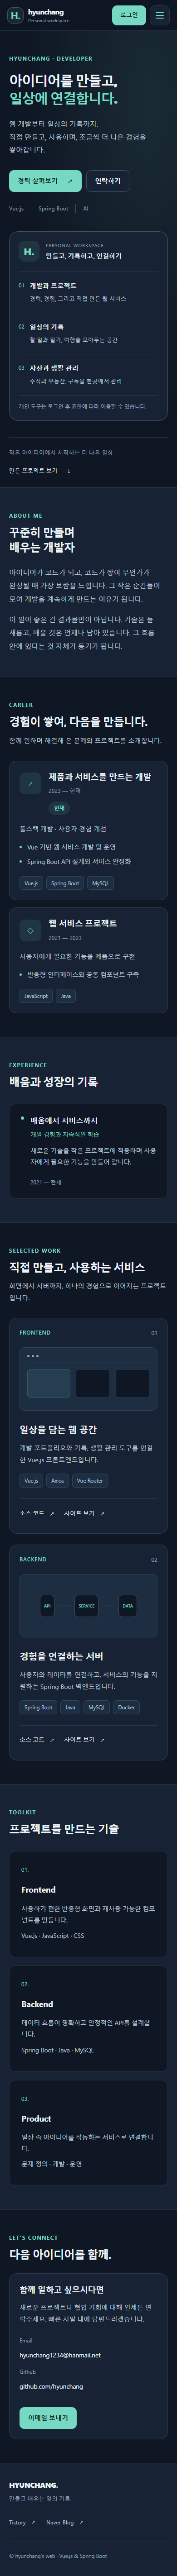 H.
hyunchang
Personal workspace
로그인
HYUNCHANG · DEVELOPER
아이디어를 만들고,
일상에 연결합니다.
웹 개발부터 일상의 기록까지.
직접 만들고, 사용하며, 조금씩 더 나은 경험을
쌓아갑니다.
경력 살펴보기 ↗
연락하기
Vue.js
Spring Boot
AI
H.
PERSONAL WORKSPACE
만들고, 기록하고, 연결하기
01 개발과 프로젝트
경력, 경험, 그리고 직접 만든 웹 서비스
02 일상의 기록
할 일과 일기, 여행을 모아두는 공간
03 자산과 생활 관리
주식과 부동산, 구독을 한곳에서 관리
개인 도구는 로그인 후 권한에 따라 이용할 수 있습니다.
작은 아이디어에서 시작하는 더 나은 일상
만든 프로젝트 보기 ↓
ABOUT ME
꾸준히 만들며
배우는 개발자
아이디어가 코드가 되고, 코드가 쌓여 무언가가
완성될 때 가장 보람을 느낍니다. 그 작은 순간들이
모여 개발을 계속하게 만드는 이유가 됩니다.
이 일이 좋은 건 결과물만이 아닙니다. 기술은 늘
새롭고, 배울 것은 언제나 남아 있습니다. 그 흐름
안에 있다는 것 자체가 동기가 됩니다.
CAREER
경험이 쌓여, 다음을 만듭니다.
함께 일하며 해결해 온 문제와 프로젝트를 소개합니다.
↗
제품과 서비스를 만드는 개발
2023 — 현재
현재
풀스택 개발 · 사용자 경험 개선
Vue 기반 웹 서비스 개발 및 운영
Spring Boot API 설계와 서비스 안정화
Vue.js
Spring Boot
MySQL
◇
웹 서비스 프로젝트
2021 — 2023
사용자에게 필요한 기능을 제품으로 구현
반응형 인터페이스와 공통 컴포넌트 구축
JavaScript
Java
EXPERIENCE
배움과 성장의 기록
배움에서 서비스까지
개발 경험과 지속적인 학습
새로운 기술을 작은 프로젝트에 적용하며 사용
자에게 필요한 기능을 만들어 갑니다.
2021 — 현재
SELECTED WORK
직접 만들고, 사용하는 서비스
화면에서 서버까지, 하나의 경험으로 이어지는 프로젝트
입니다.
FRONTEND
01
일상을 담는 웹 공간
개발 포트폴리오와 기록, 생활 관리 도구를 연결
한 Vue.js 프론트엔드입니다.
Vue.js
Axios
Vue Router
소스 코드 ↗
사이트 보기 ↗
BACKEND
02
API
SERVICE
DATA
경험을 연결하는 서버
사용자와 데이터를 연결하고, 서비스의 기능을 지
원하는 Spring Boot 백엔드입니다.
Spring Boot
Java
MySQL
Docker
소스 코드 ↗
사이트 보기 ↗
TOOLKIT
프로젝트를 만드는 기술
01.
Frontend
사용하기 편한 반응형 화면과 재사용 가능한 컴포
넌트를 만듭니다.
Vue.js · JavaScript · CSS
02.
Backend
데이터 흐름이 명확하고 안정적인 API를 설계합
니다.
Spring Boot · Java · MySQL
03.
Product
일상 속 아이디어를 작동하는 서비스로 연결합니
다.
문제 정의 · 개발 · 운영
LET'S CONNECT
다음 아이디어를 함께.
함께 일하고 싶으시다면
새로운 프로젝트나 협업 기회에 대해 언제든 연
락주세요. 빠른 시일 내에 답변드리겠습니다.
Email
hyunchang1234@hanmail.net
Github
github.com/hyunchang
이메일 보내기
HYUNCHANG.
만들고 배우는 일의 기록.
Tistory ↗
Naver Blog ↗
© hyunchang's web · Vue.js & Spring Boot